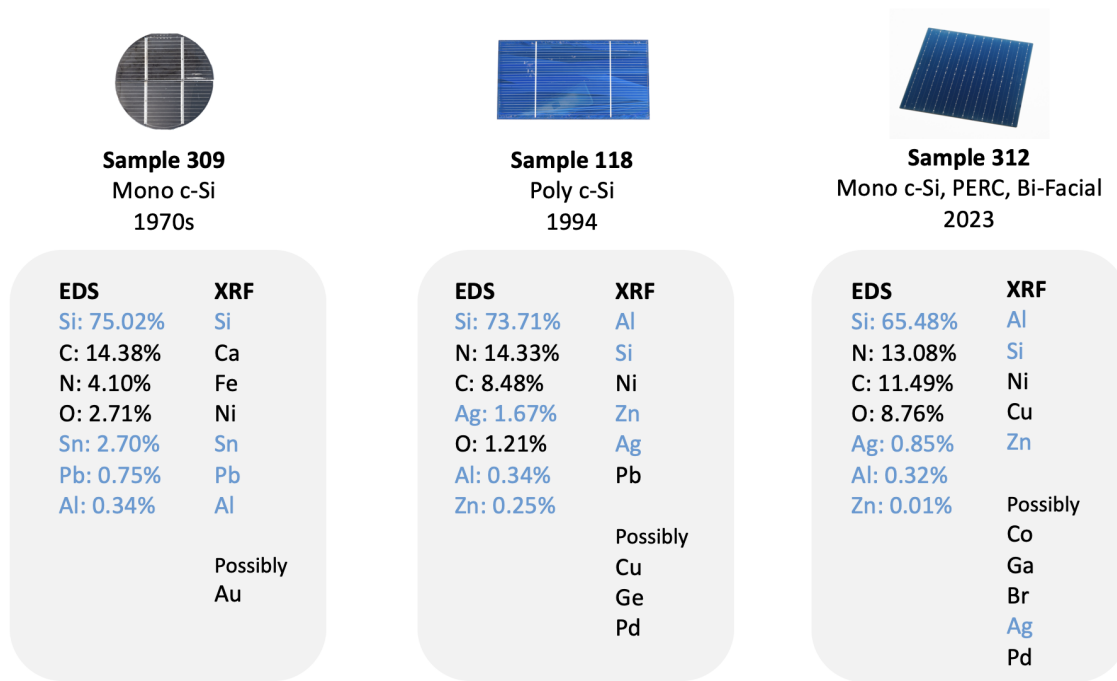 Sample 309
Mono c-Si
1970s
EDS
Si: 75.02%
C: 14.38%
N: 4.10%
O: 2.71%
Sn: 2.70%
Pb: 0.75%
Al: 0.34%
XRF
Si
Ca
Fe
Ni
Sn
Pb
Al
Possibly
Au
Sample 118
Poly c-Si
1994
EDS
Si: 73.71%
N: 14.33%
C: 8.48%
Ag: 1.67%
O: 1.21%
Al: 0.34%
Zn: 0.25%
XRF
Al
Si
Ni
Zn
Ag
Pb
Possibly
Cu
Ge
Pd
Sample 312
Mono c-Si, PERC, Bi-Facial
2023
EDS
Si: 65.48%
N: 13.08%
C: 11.49%
O: 8.76%
Ag: 0.85%
Al: 0.32%
Zn: 0.01%
XRF
Al
Si
Ni
Cu
Zn
Possibly
Co
Ga
Br
Ag
Pd